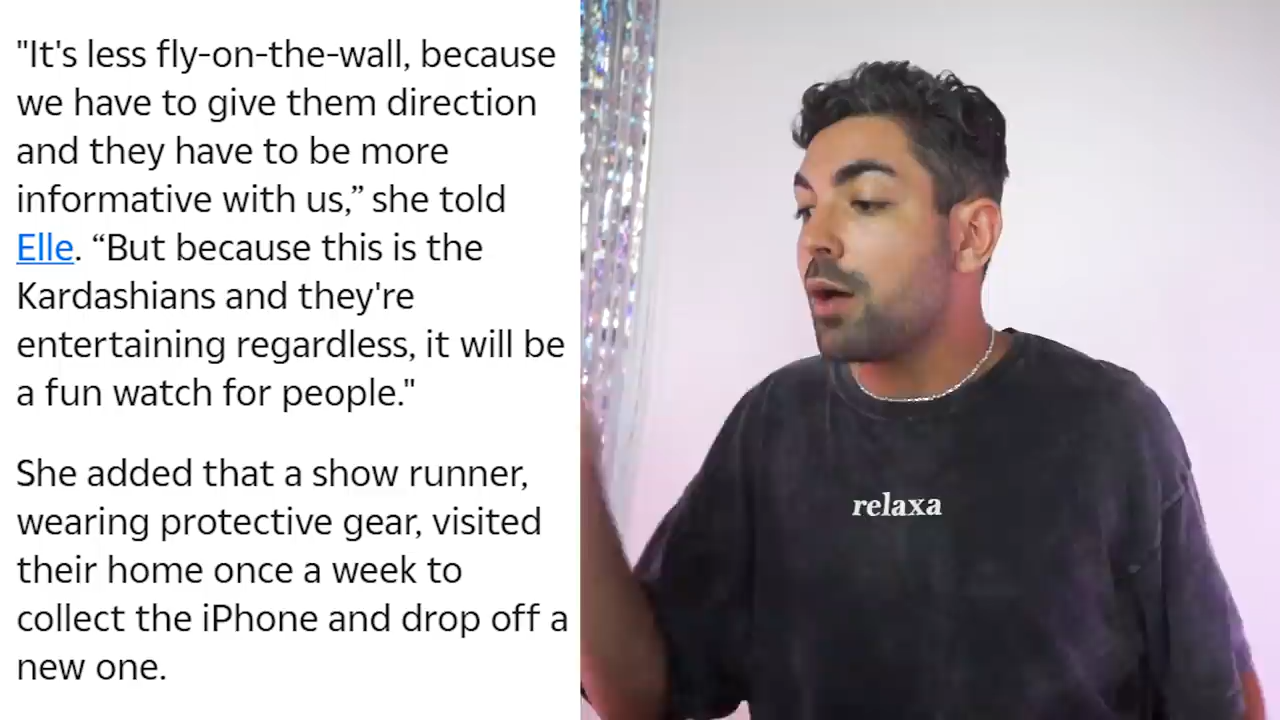 "It's less fly-on-the-wall, because
we have to give them direction
and they have to be more
informative with us,” she told
Elle. “But because this is the
Kardashians and they're
entertaining regardless, it will be
a fun watch for people."
She added that a show runner,
wearing protective gear, visited
their home once a week to
collect the iPhone and drop off a
new one.
relaxa